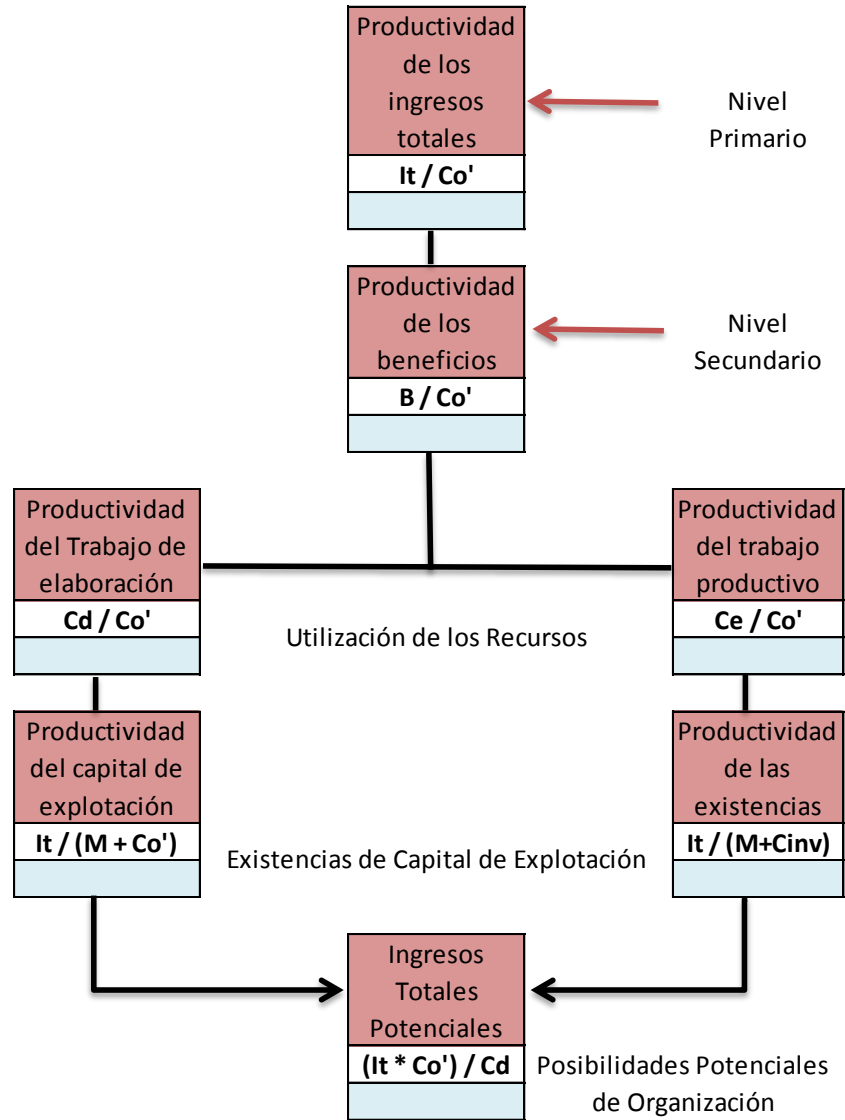 Productividad
de los
ingresos
totales
It / Co'
Nivel
Primario
Productividad
de los
beneficios
B / Co'
Nivel
Secundario
Productividad
del Trabajo de
elaboración
Cd / Co'
Productividad
del trabajo
productivo
Ce / Co'
Utilización de los Recursos
Productividad
del capital de
explotación
It / (M + Co')
Productividad
de las
existencias
It / (M+Cinv)
Existencias de Capital de Explotación
Ingresos
Totales
Potenciales
(It * Co') / Cd
Posibilidades Potenciales
de Organización